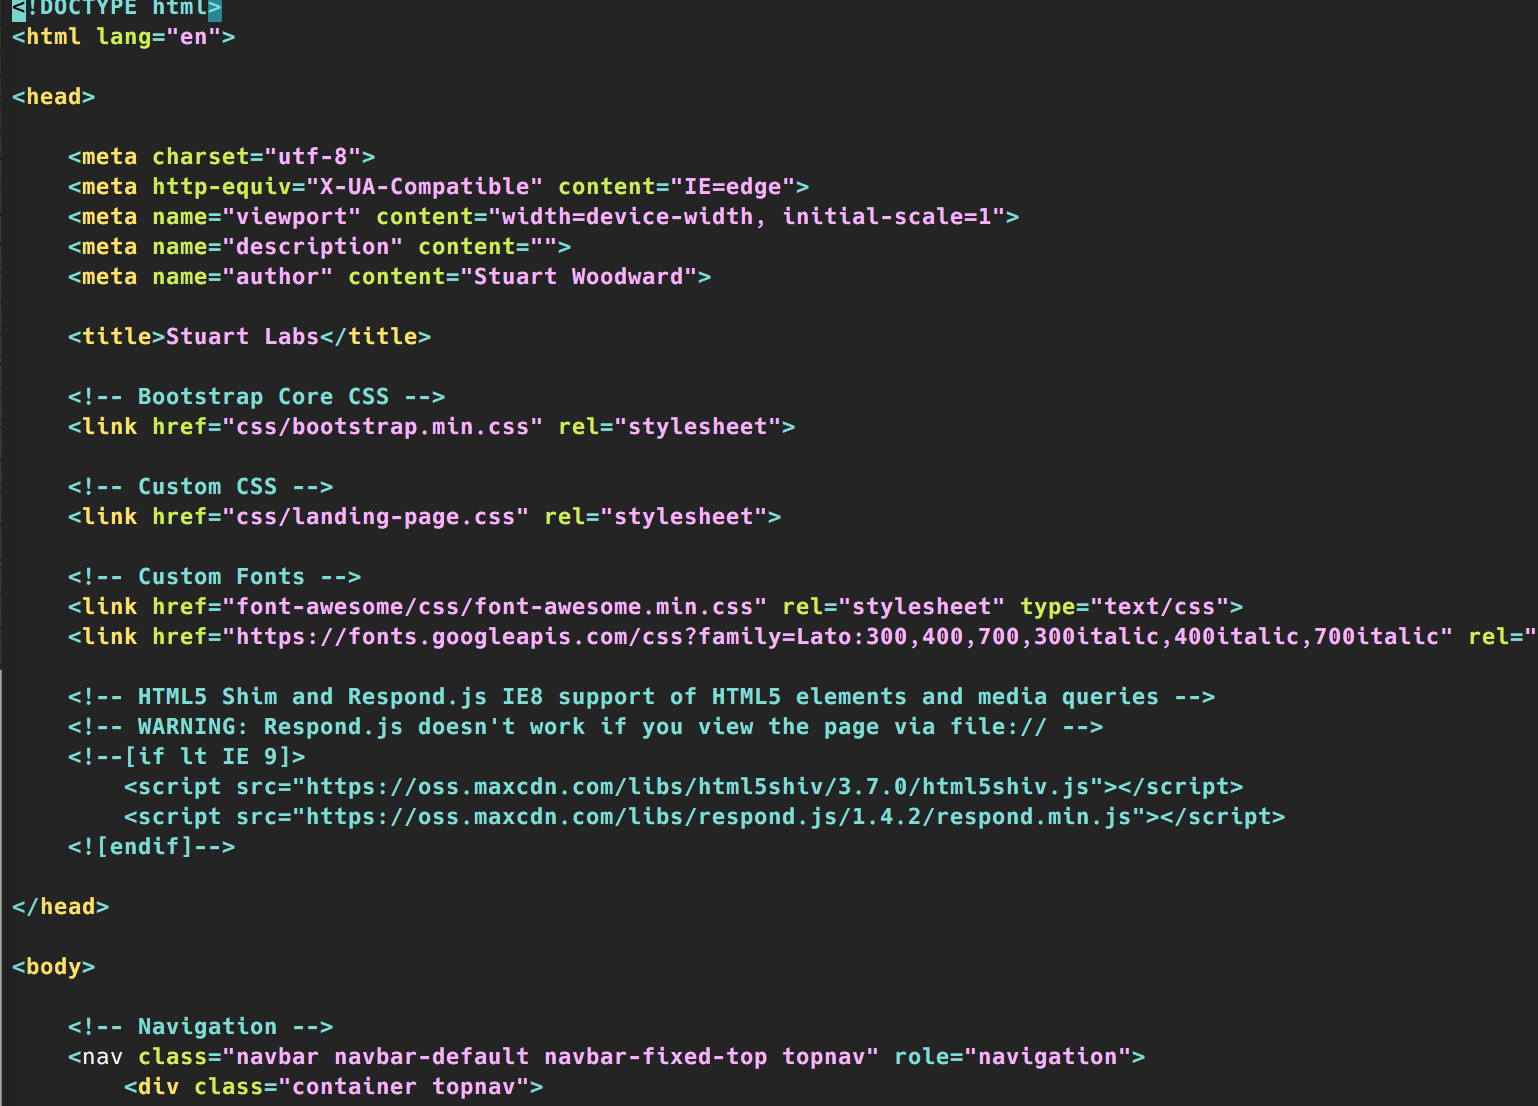 <!DOCTYPE html>
<html lang="en">
<head>
<meta charset="utf-8">
<meta http-equiv="X-UA-Compatible" content="IE=edge">
<meta name="viewport" content="width=device-width, initial-scale=1">
<meta name="description" content="">
<meta name="author" content="Stuart Woodward">
<title>Stuart Labs</title>
<!-- Bootstrap Core CSS -->
<link href="css/bootstrap.min.css" rel="stylesheet">
<!-- Custom CSS -->
<link href="css/landing-page.css" rel="stylesheet">
<!-- Custom Fonts -->
<link href="font-awesome/css/font-awesome.min.css" rel="stylesheet" type="text/css">
<link href="https://fonts.googleapis.com/css?family=Lato:300,400,700,300italic,400italic,700italic" rel="
<!-- HTML5 Shim and Respond.js IE8 support of HTML5 elements and media queries -->
<!-- WARNING: Respond.js doesn't work if you view the page via file:// -->
<!--[if lt IE 9]>
<script src="https://oss.maxcdn.com/libs/html5shiv/3.7.0/html5shiv.js"></script>
<script src="https://oss.maxcdn.com/libs/respond.js/1.4.2/respond.min.js"></script>
<![endif]-->
</head>
<body>
<!-- Navigation -->
<nav class="navbar navbar-default navbar-fixed-top topnav" role="navigation">
<div class="container topnav">